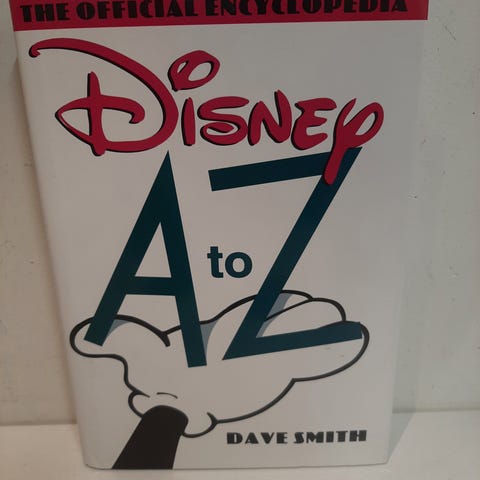 THE OFFICIAL ENCYCLOPEDIA
DISNEY
A to Z
DAVE SMITH